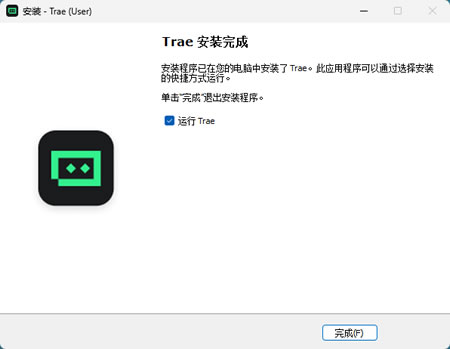 安装 - Trae (User)
Trae 安装完成
安装程序已在您的电脑中安装了 Trae。此应用程序可以通过选择安装
的快捷方式运行。
单击"完成"退出安装程序。
运行 Trae
完成(F)